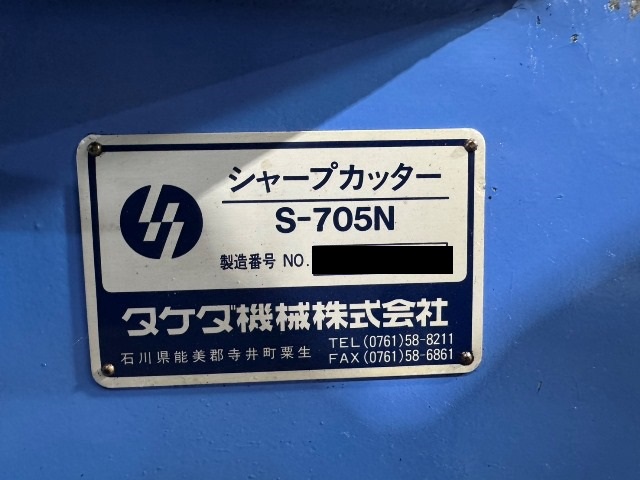 シャープカッター
S-705N
製造番号 NO.
タケダ機械株式会社
石川県能美郡寺井町粟生
TEL(0761)58-8211
FAX(0761)58-6861